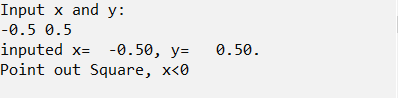 Input x and y:
-0.5 0.5
inputed x=  -0.50, y=   0.50.
Point out Square, x<0